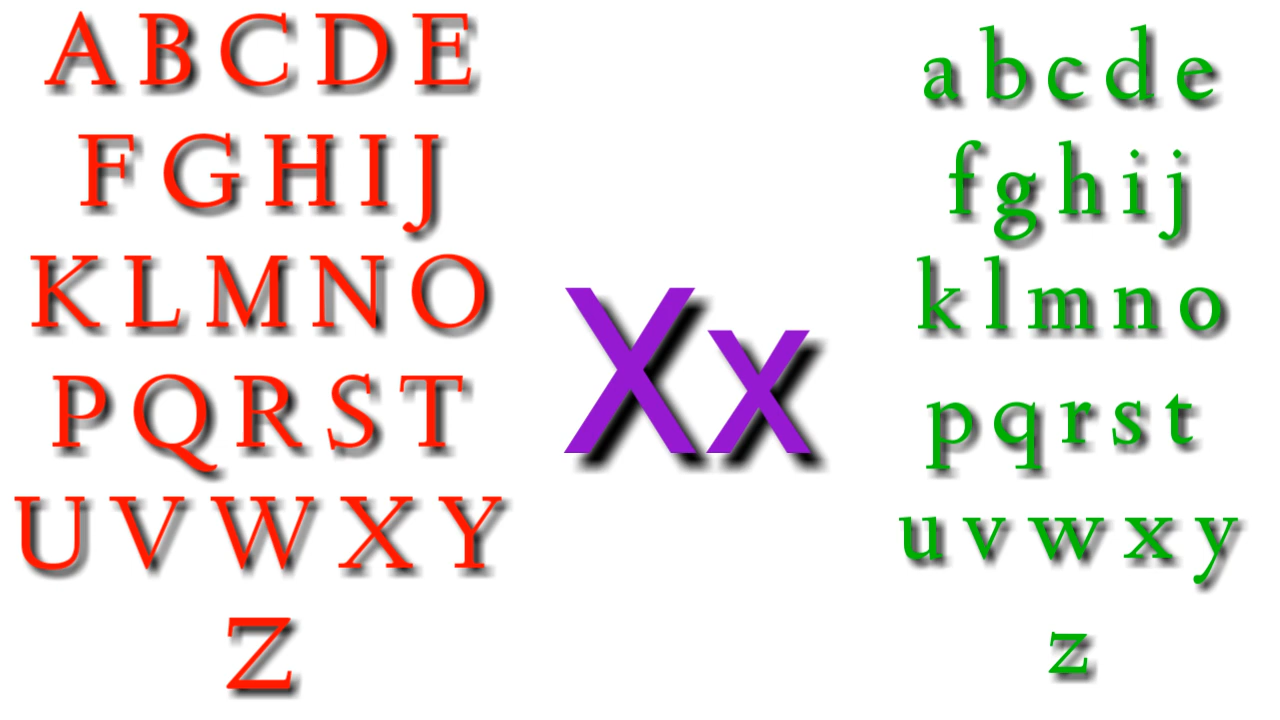 A B C D E
F G H I J
K L M N O
P Q R S T
U V W X Y
Z
Xx
a b c d e
f g h i j
k l m n o
p q r s t
u v w x y
z